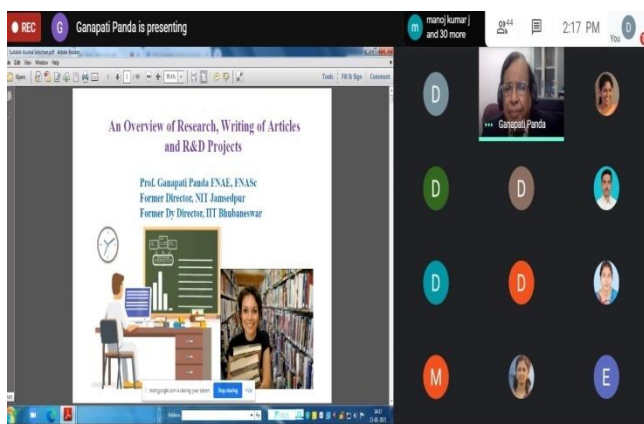 REC
G
Ganapati Panda is presenting
m
manoj kumar j
and 30 more
44
2:17 PM
You
D
Tools
Fill & Sign
Comment
Open
An Overview of Research, Writing of Articles
and R&D Projects
Prof. Ganapati Panda FNAE, FNASc
Former Director, NIT Jamsedpur
Former Dy Director, IIT Bhubaneswar
Stop sharing
D
Ganapati Panda
D
D
D
D
M
E